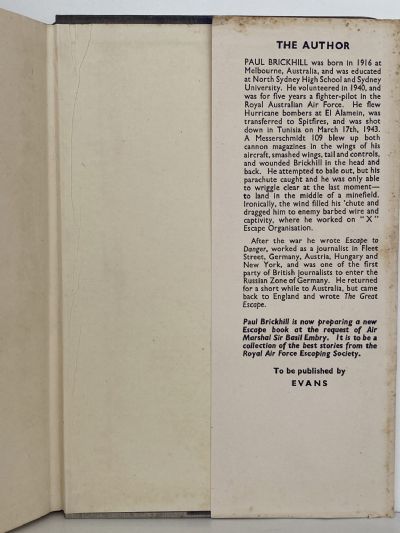 THE AUTHOR
PAUL BRICKHILL was born in 1916 at
Melbourne, Australia, and was educated
at North Sydney High School and Sydney
University. He volunteered in 1940, and
was for five years a fighter-pilot in the
Royal Australian Air Force. He flew
Hurricane bombers at El Alamein, was
transferred to Spitfires, and was shot
down in Tunisia on March 17th, 1943.
A Messerschmidt 109 blew up both
cannon magazines in the wings of his
aircraft, smashed wings, tail and controls,
and wounded Brickhill in the head and
back. He attempted to bale out, but his
parachute caught and he was only able
to wriggle clear at the last moment—
to land in the middle of a minefield.
Ironically, the wind filled his 'chute and
dragged him to enemy barbed wire and
captivity, where he worked on "X"
Escape Organisation.
After the war he wrote Escape to
Danger, worked as a journalist in Fleet
Street, Germany, Austria, Hungary and
New York, and was one of the first
party of British journalists to enter the
Russian Zone of Germany. He returned
for a short while to Australia, but came
back to England and wrote The Great
Escape.
Paul Brickhill is now preparing a new
Escape book at the request of Air
Marshal Sir Basil Embry. It is to be a
collection of the best stories from the
Royal Air Force Escaping Society.
To be published by
EVANS